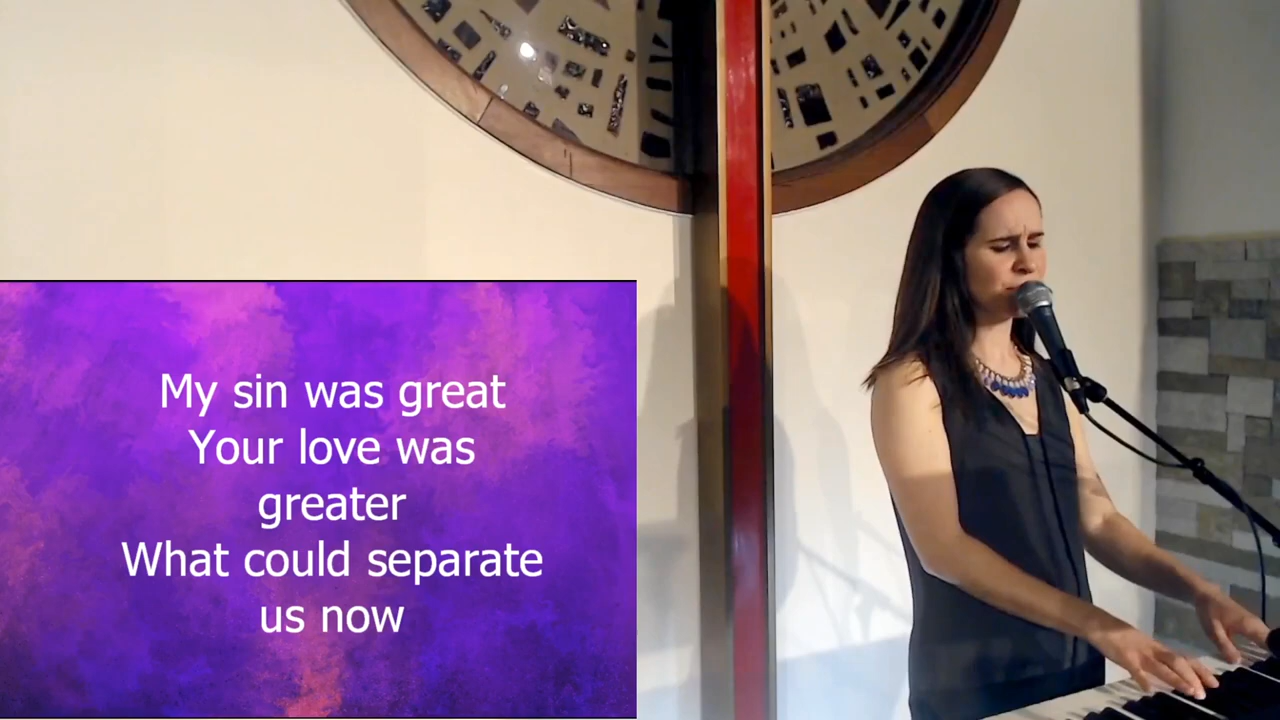 My sin was great
Your love was
greater
What could separate
us now